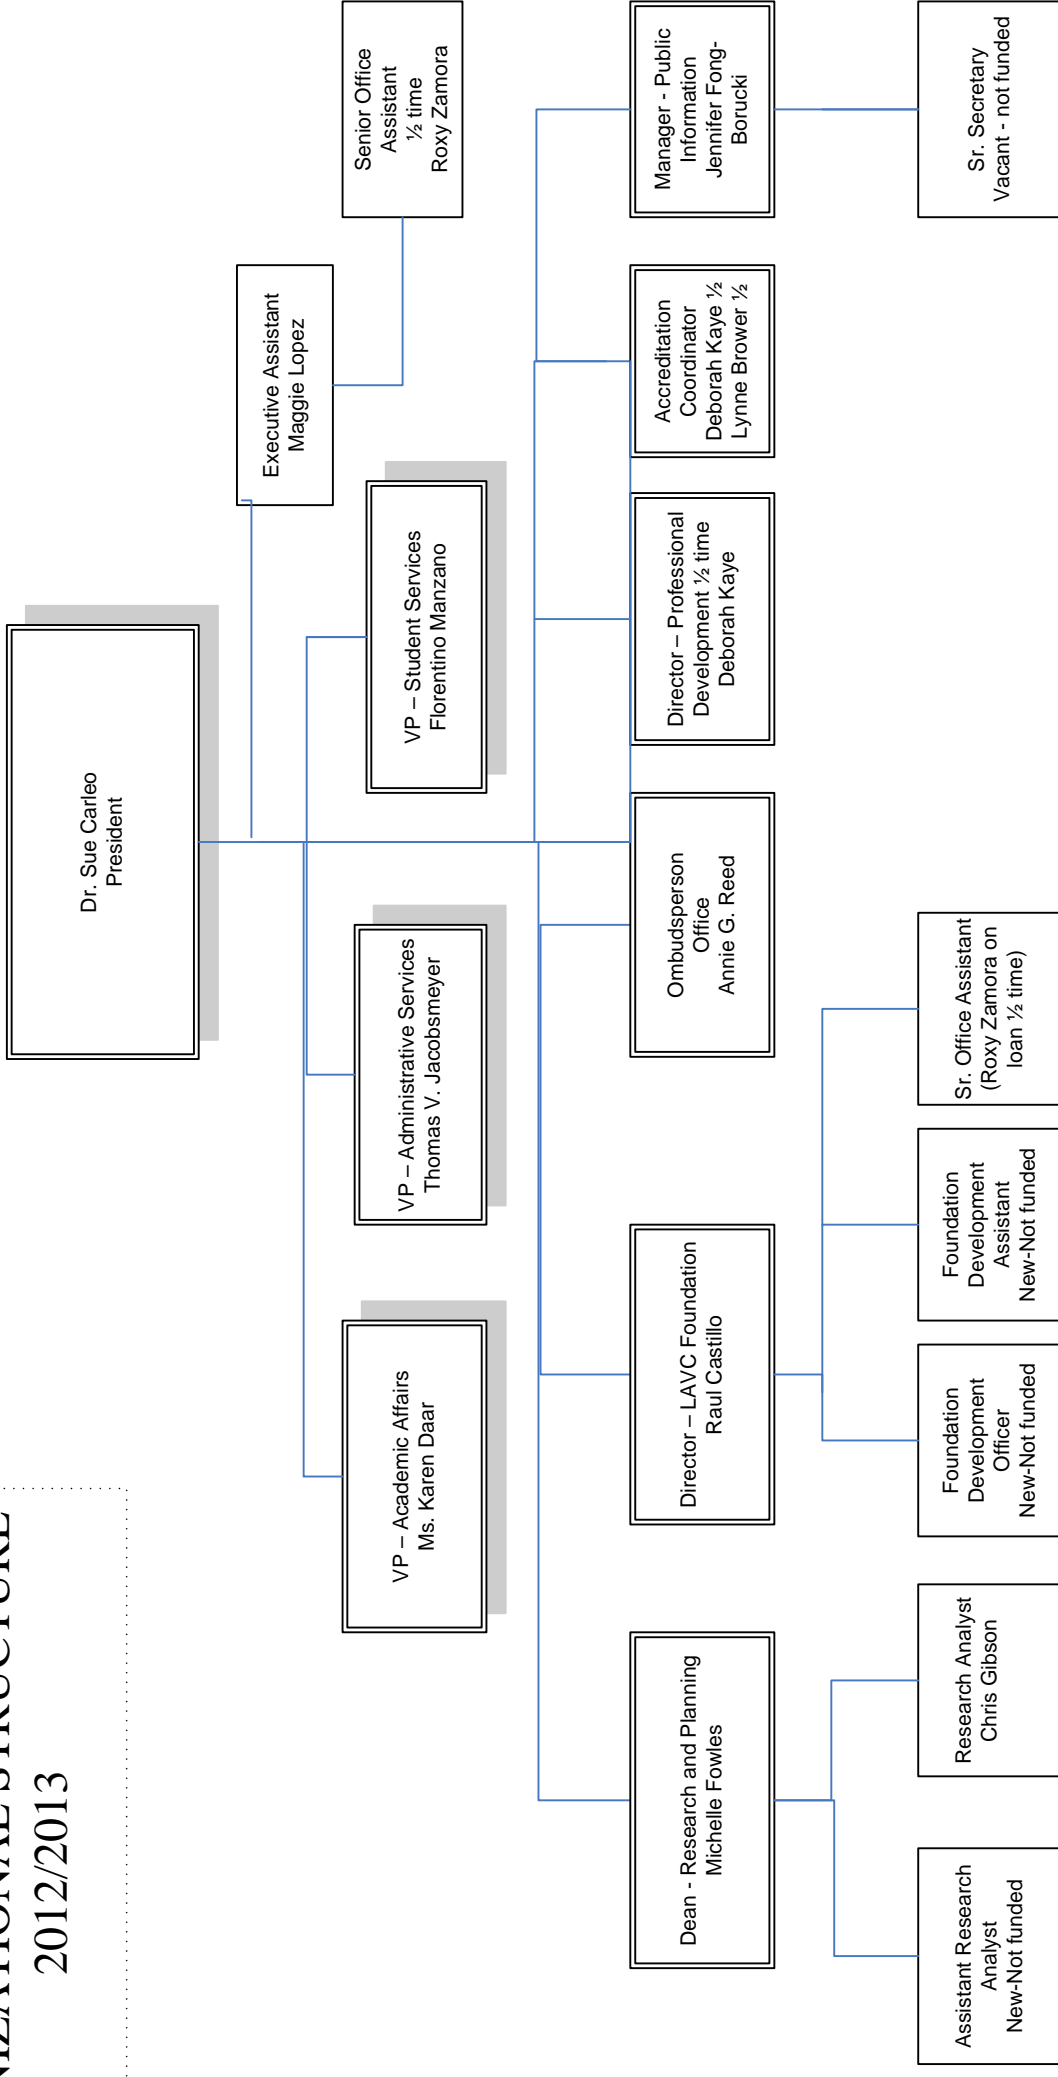 STRUCTURE
2012/2013
Dr. Sue Carleo
President
Executive Assistant
Maggie Lopez
Senior Office
Assistant
½ time
Roxy Zamora
VP – Academic Affairs
Ms. Karen Daar
VP – Administrative Services
Thomas V. Jacobsmeyer
VP – Student Services
Florentino Manzano
Dean - Research and Planning
Michelle Fowles
Director – LAVC Foundation
Raul Castillo
Ombudsperson
Office
Annie G. Reed
Director – Professional
Development ½ time
Deborah Kaye
Accreditation
Coordinator
Deborah Kaye ½
Lynne Brower ½
Manager - Public
Information
Jennifer Fong-
Borucki
Assistant Research
Analyst
New-Not funded
Research Analyst
Chris Gibson
Foundation
Development
Officer
New-Not funded
Foundation
Development
Assistant
New-Not funded
Sr. Office Assistant
(Roxy Zamora on
loan ½ time)
Sr. Secretary
Vacant - not funded